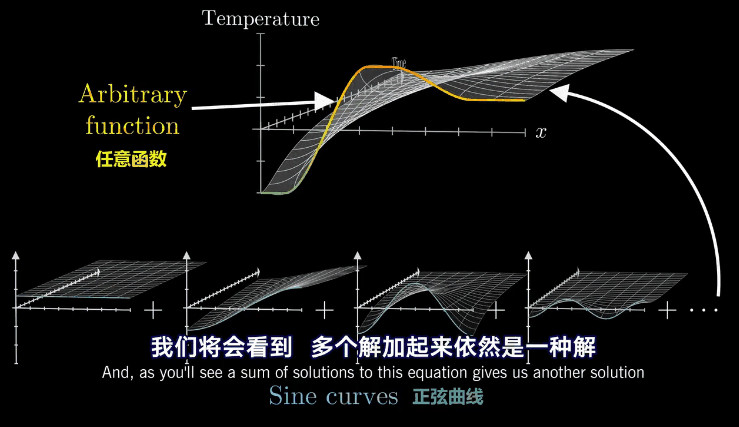 Temperature
Time
Arbitrary
function
任意函数
x
+ + + + ...
我们将会看到 多个解加起来依然是一种解
And, as you'll see a sum of solutions to this equation gives us another solution
Sine curves 正弦曲线